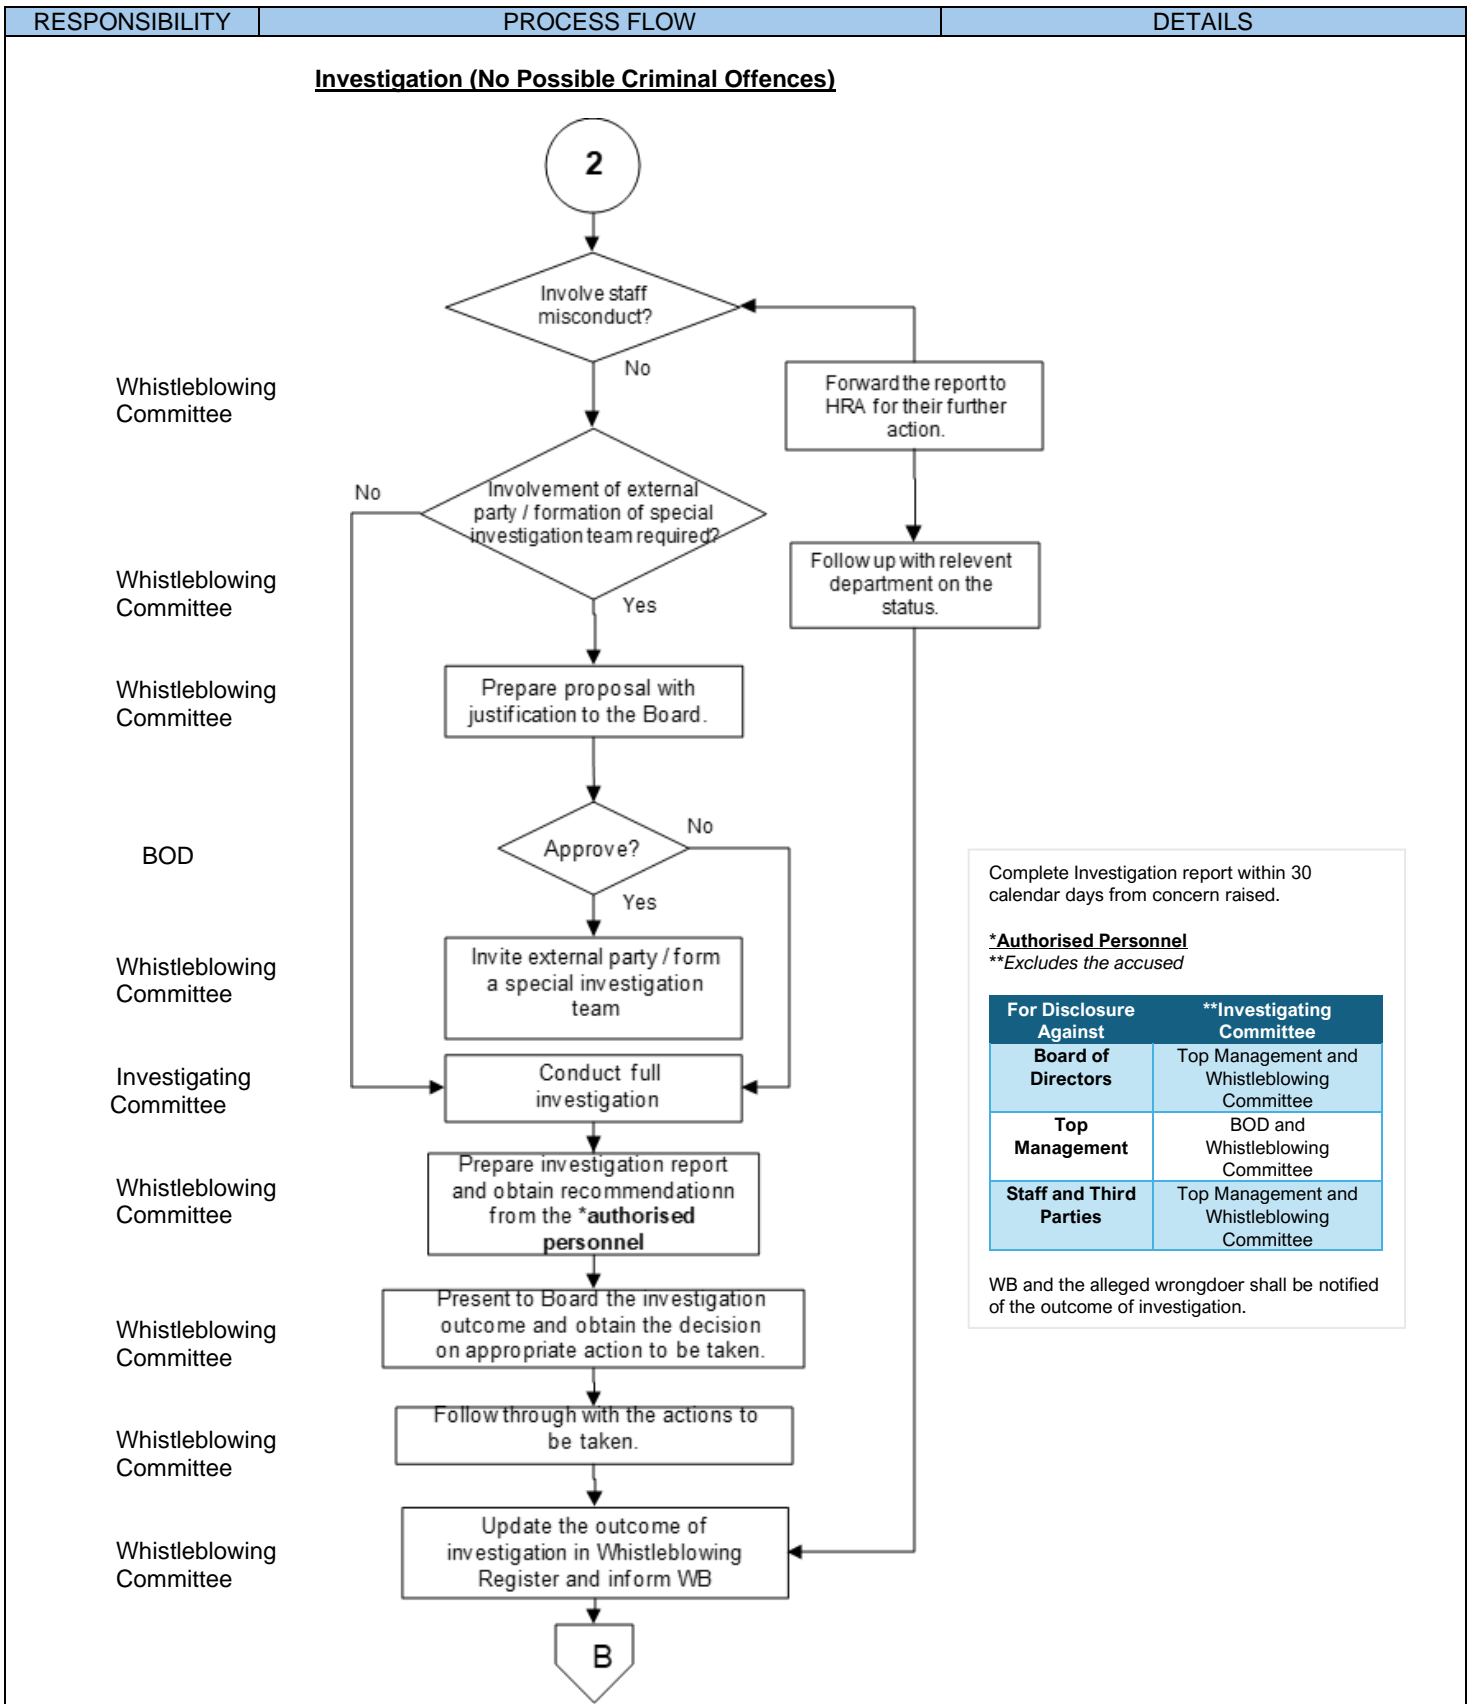 RESPONSIBILITY
PROCESS FLOW
DETAILS
Investigation (No Possible Criminal Offences)
2
Involve staff
misconduct?
No
Whistleblowing
Committee
Forward the report to
HRA for their further
action.
No
Involvement of external
party / formation of special
investigation team required?
Whistleblowing
Committee
Follow up with relevent
department on the
status.
Yes
Whistleblowing
Committee
Prepare proposal with
justification to the Board.
BOD
Approve?
No
Yes
Whistleblowing
Committee
Invite external party / form
a special investigation
team
Investigating
Committee
Conduct full
investigation
Whistleblowing
Committee
Prepare investigation report
and obtain recommendationn
from the *authorised
personnel
Whistleblowing
Committee
Present to Board the investigation
outcome and obtain the decision
on appropriate action to be taken.
Whistleblowing
Committee
Follow through with the actions to
be taken.
Whistleblowing
Committee
Update the outcome of
investigation in Whistleblowing
Register and inform WB
B
Complete Investigation report within 30
calendar days from concern raised.
*Authorised Personnel
**Excludes the accused
For Disclosure
Against
**Investigating
Committee
Board of
Directors
Top Management and
Whistleblowing
Committee
Top
Management
BOD and
Whistleblowing
Committee
Staff and Third
Parties
Top Management and
Whistleblowing
Committee
WB and the alleged wrongdoer shall be notified
of the outcome of investigation.